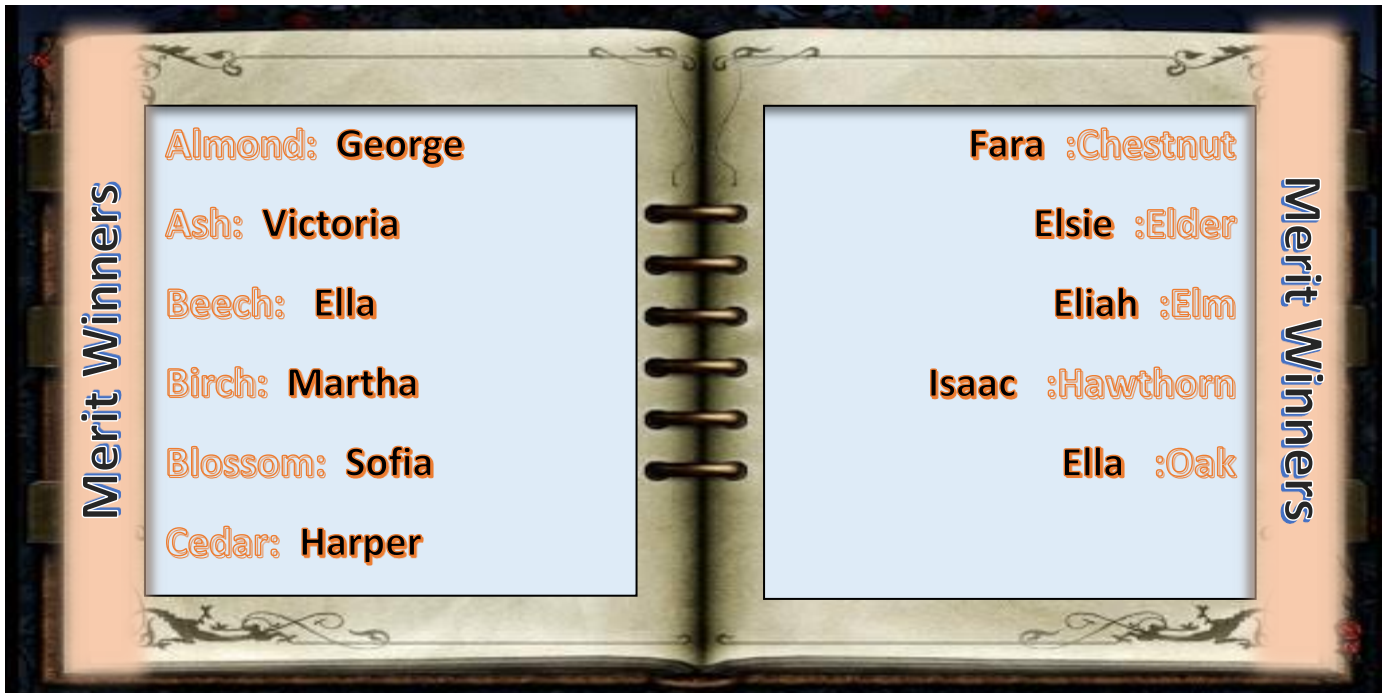 Merit Winners
Almond: George
Ash: Victoria
Beech: Ella
Birch: Martha
Blossom: Sofia
Cedar: Harper
Fara :Chestnut
Elsie :Elder
Eliah :Elm
Isaac :Hawthorn
Ella :Oak
Merit Winners